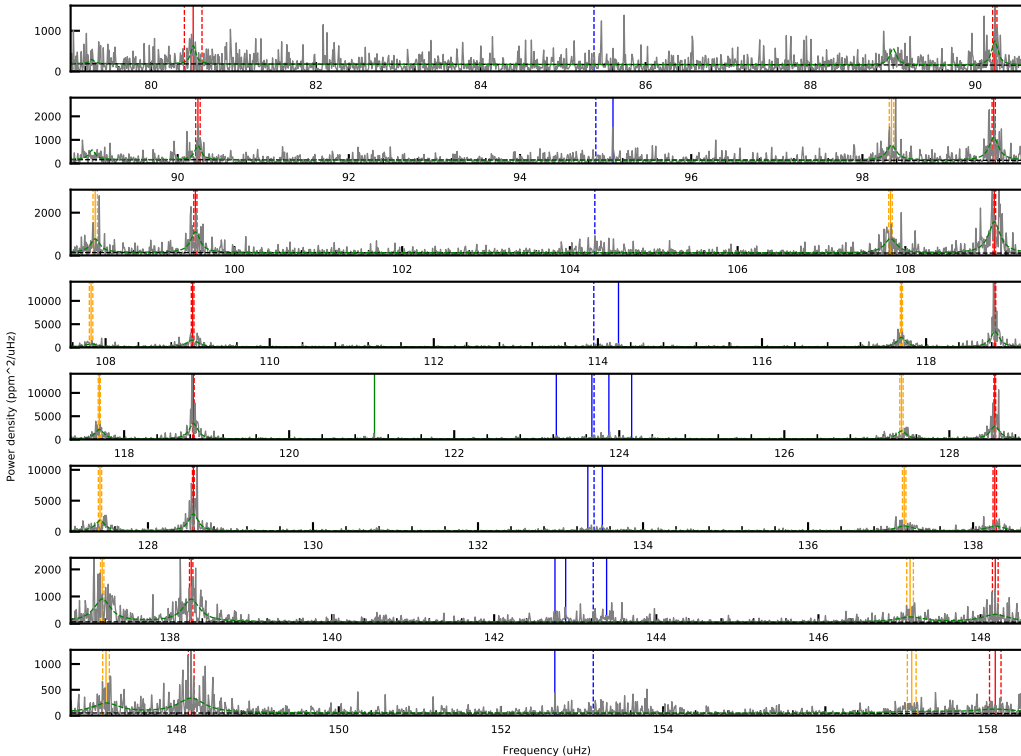 1000
0
80 82 84 86 88 90
2000
1000
0
90 92 94 96 98
2000
0
100 102 104 106 108
10000
5000
0
108 110 112 114 116 118
10000
5000
0
118 120 122 124 126 128
10000
5000
0
128 130 132 134 136 138
2000
1000
0
138 140 142 144 146 148
1000
500
0
148 150 152 154 156 158
Power density (ppm^2/uHz)
Frequency (uHz)